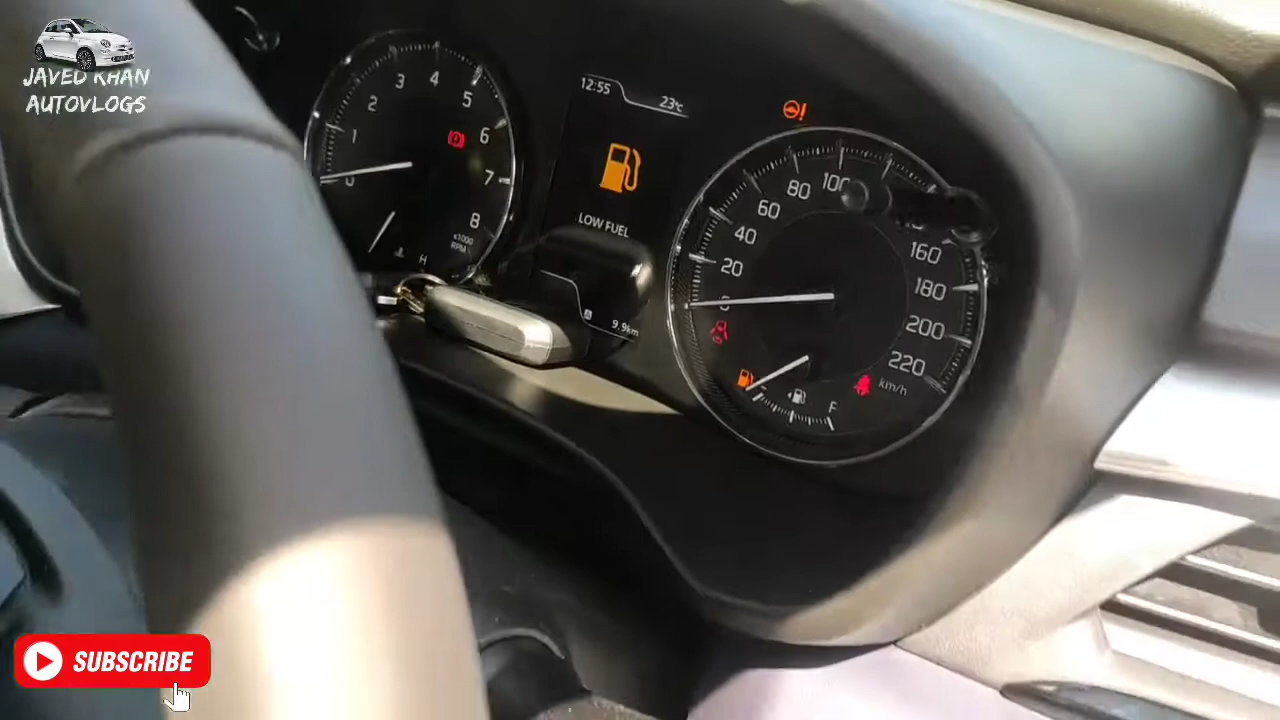 JAVED KHAN
AUTOVLOGS
12:55
23°c
LOW FUEL
9.9km
0
1
2
3
4
5
6
7
8
x1000
RPM
H
20
40
60
80
100
160
180
200
220
km/h
F
SUBSCRIBE